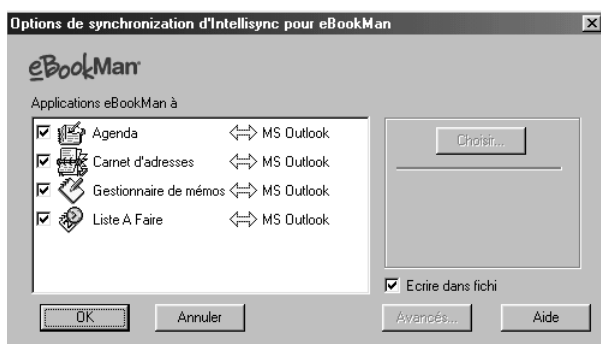 Options de synchronization d'Intellisync pour eBookMan
eBookMan
Applications eBookMan à
Agenda MS Outlook
Carnet d'adresses MS Outlook
Gestionnaire de mémos MS Outlook
Liste A Faire MS Outlook
Choisir...
Ecrire dans fichi
OK Annuler Avancés... Aide